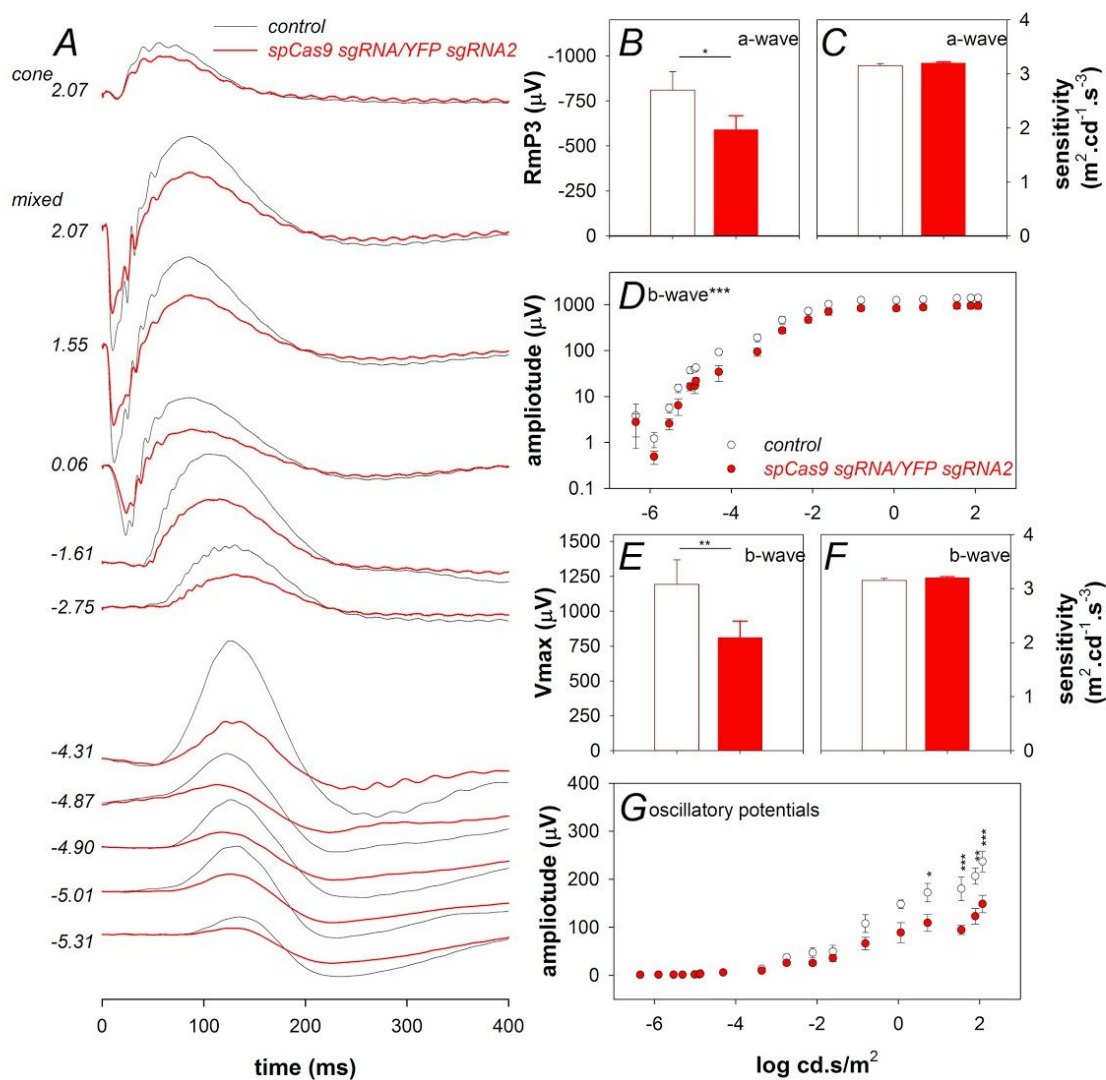 A
control
spCas9 sgRNA/YFP sgRNA2
cone
2.07
mixed
2.07
1.55
0.06
-1.61
-2.75
-4.31
-4.87
-4.90
-5.01
-5.31
0 100 200 300 400
time (ms)
B
a-wave
*
-1000
-750
-500
-250
0
RmP3 (µV)
C
a-wave
4
3
2
1
0
sensitivity
(m².cd⁻¹.s⁻³)
D b-wave***
1000
100
10
1
0.1
ampliotude (µV)
control
spCas9 sgRNA/YFP sgRNA2
-6 -4 -2 0 2
E
b-wave
**
1500
1250
1000
750
500
250
0
Vmax (µV)
F
b-wave
4
3
2
1
0
sensitivity
(m².cd⁻¹.s⁻³)
G oscillatory potentials
400
300
200
100
0
ampliotude (µV)
*
***
**
***
-6 -4 -2 0 2
log cd.s/m²